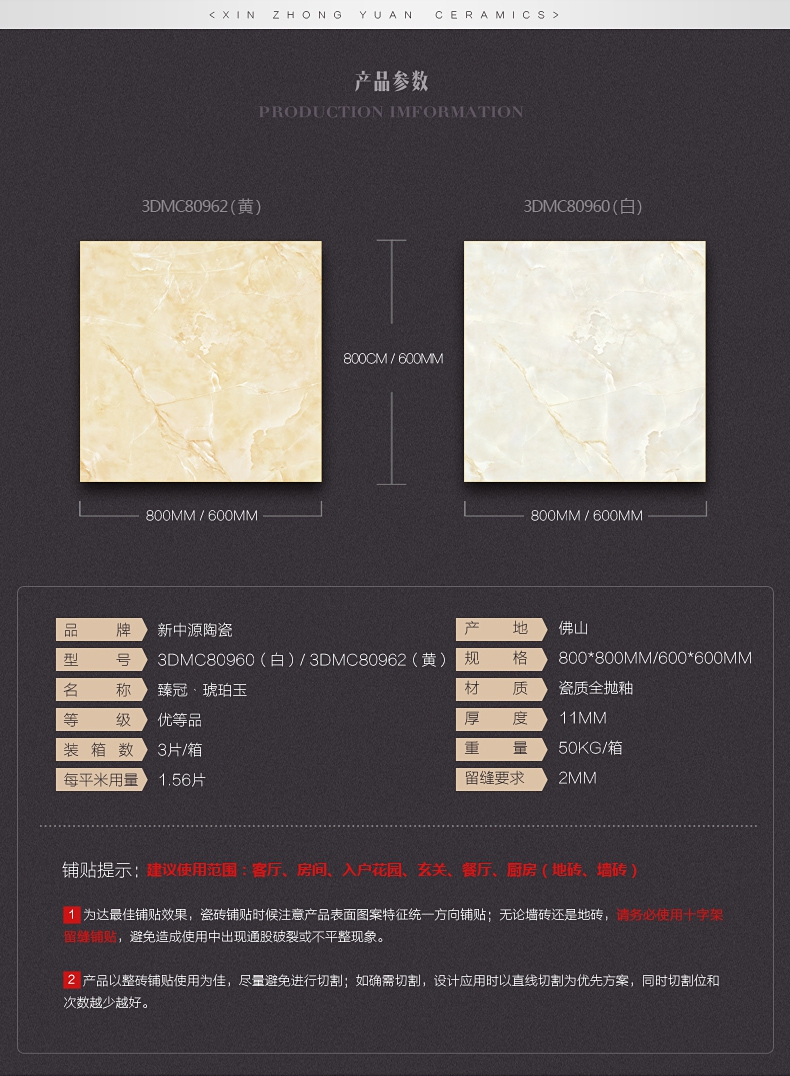 <XIN ZHONG YUAN CERAMICS>
产品参数
PRODUCTION IMFORMATION
3DMC80962(黄)
3DMC80960(白)
800CM / 600MM
800MM / 600MM
800MM / 600MM
品牌 新中源陶瓷
产地 佛山
型号 3DMC80960（白）/ 3DMC80962（黄）
规格 800*800MM/600*600MM
名称 臻冠·琥珀玉
材质 瓷质全抛釉
等级 优等品
厚度 11MM
装箱数 3片/箱
重量 50KG/箱
每平米用量 1.56片
留缝要求 2MM
铺贴提示：建议使用范围：客厅、房间、入户花园、玄关、餐厅、厨房（地砖、墙砖）
1 为达最佳铺贴效果，瓷砖铺贴时候注意产品表面图案特征统一方向铺贴；无论墙砖还是地砖，请务必使用十字架
留缝铺贴，避免造成使用中出现通股破裂或不平整现象。
2 产品以整砖铺贴使用为佳，尽量避免进行切割；如确需切割，设计应用时以直线切割为优先方案，同时切割位和
次数越少越好。